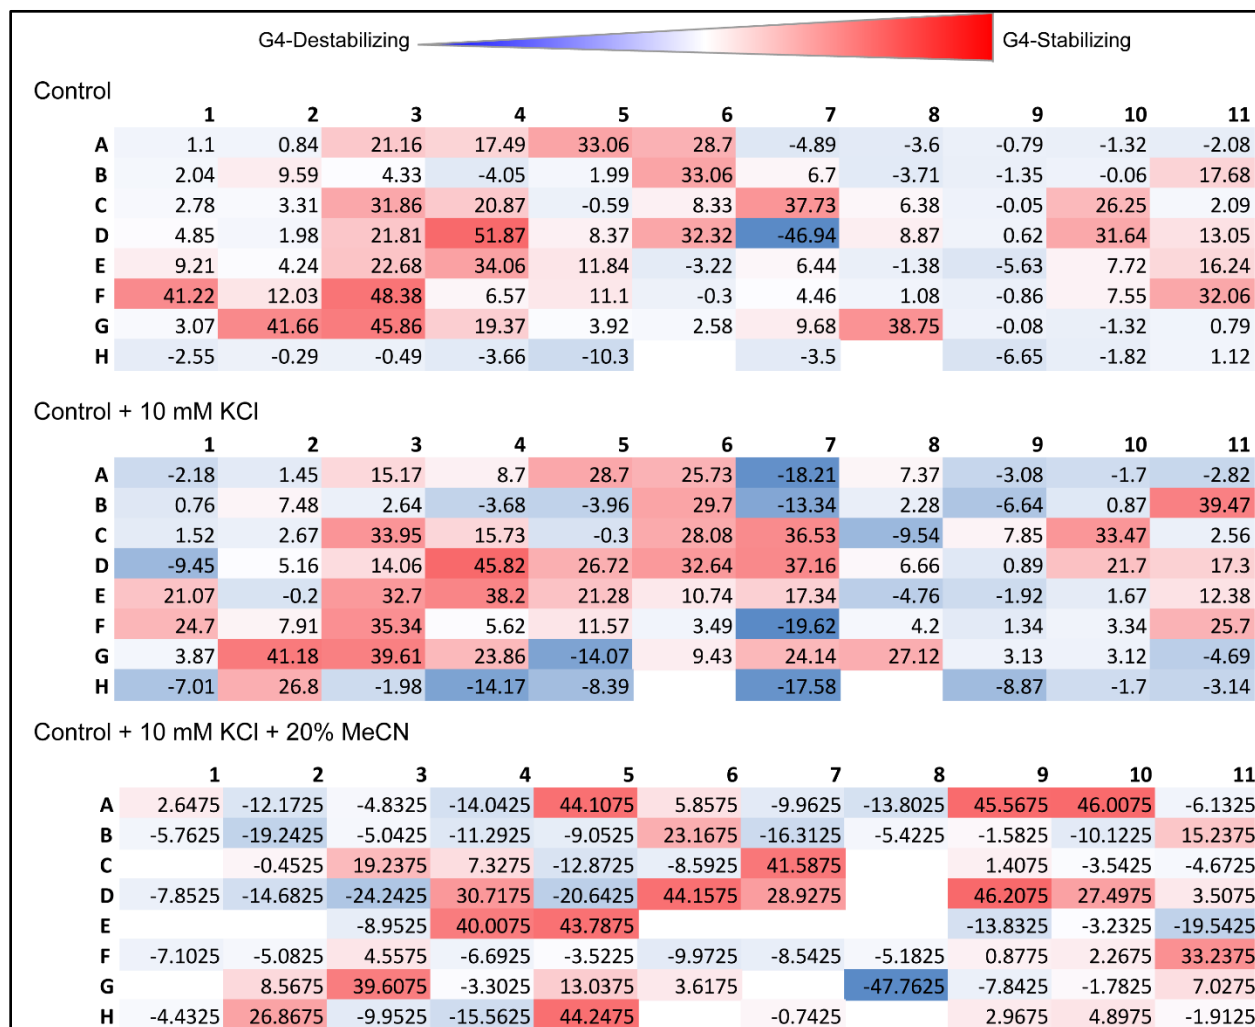 G4-Destabilizing G4-Stabilizing
Control
1 2 3 4 5 6 7 8 9 10 11
A 1.1 0.84 21.16 17.49 33.06 28.7 -4.89 -3.6 -0.79 -1.32 -2.08
B 2.04 9.59 4.33 -4.05 1.99 33.06 6.7 -3.71 -1.35 -0.06 17.68
C 2.78 3.31 31.86 20.87 -0.59 8.33 37.73 6.38 -0.05 26.25 2.09
D 4.85 1.98 21.81 51.87 8.37 32.32 -46.94 8.87 0.62 31.64 13.05
E 9.21 4.24 22.68 34.06 11.84 -3.22 6.44 -1.38 -5.63 7.72 16.24
F 41.22 12.03 48.38 6.57 11.1 -0.3 4.46 1.08 -0.86 7.55 32.06
G 3.07 41.66 45.86 19.37 3.92 2.58 9.68 38.75 -0.08 -1.32 0.79
H -2.55 -0.29 -0.49 -3.66 -10.3 -3.5 -6.65 -1.82 1.12
Control + 10 mM KCl
1 2 3 4 5 6 7 8 9 10 11
A -2.18 1.45 15.17 8.7 28.7 25.73 -18.21 7.37 -3.08 -1.7 -2.82
B 0.76 7.48 2.64 -3.68 -3.96 29.7 -13.34 2.28 -6.64 0.87 39.47
C 1.52 2.67 33.95 15.73 -0.3 28.08 36.53 -9.54 7.85 33.47 2.56
D -9.45 5.16 14.06 45.82 26.72 32.64 37.16 6.66 0.89 21.7 17.3
E 21.07 -0.2 32.7 38.2 21.28 10.74 17.34 -4.76 -1.92 1.67 12.38
F 24.7 7.91 35.34 5.62 11.57 3.49 -19.62 4.2 1.34 3.34 25.7
G 3.87 41.18 39.61 23.86 -14.07 9.43 24.14 27.12 3.13 3.12 -4.69
H -7.01 26.8 -1.98 -14.17 -8.39 -17.58 -8.87 -1.7 -3.14
Control + 10 mM KCl + 20% MeCN
1 2 3 4 5 6 7 8 9 10 11
A 2.6475 -12.1725 -4.8325 -14.0425 44.1075 5.8575 -9.9625 -13.8025 45.5675 46.0075 -6.1325
B -5.7625 -19.2425 -5.0425 -11.2925 -9.0525 23.1675 -16.3125 -5.4225 -1.5825 -10.1225 15.2375
C -0.4525 19.2375 7.3275 -12.8725 -8.5925 41.5875 1.4075 -3.5425 -4.6725
D -7.8525 -14.6825 -24.2425 30.7175 -20.6425 44.1575 28.9275 46.2075 27.4975 3.5075
E -8.9525 40.0075 43.7875 -13.8325 -3.2325 -19.5425
F -7.1025 -5.0825 4.5575 -6.6925 -3.5225 -9.9725 -8.5425 -5.1825 0.8775 2.2675 33.2375
G 8.5675 39.6075 -3.3025 13.0375 3.6175 -47.7625 -7.8425 -1.7825 7.0275
H -4.4325 26.8675 -9.9525 -15.5625 44.2475 -0.7425 2.9675 4.8975 -1.9125